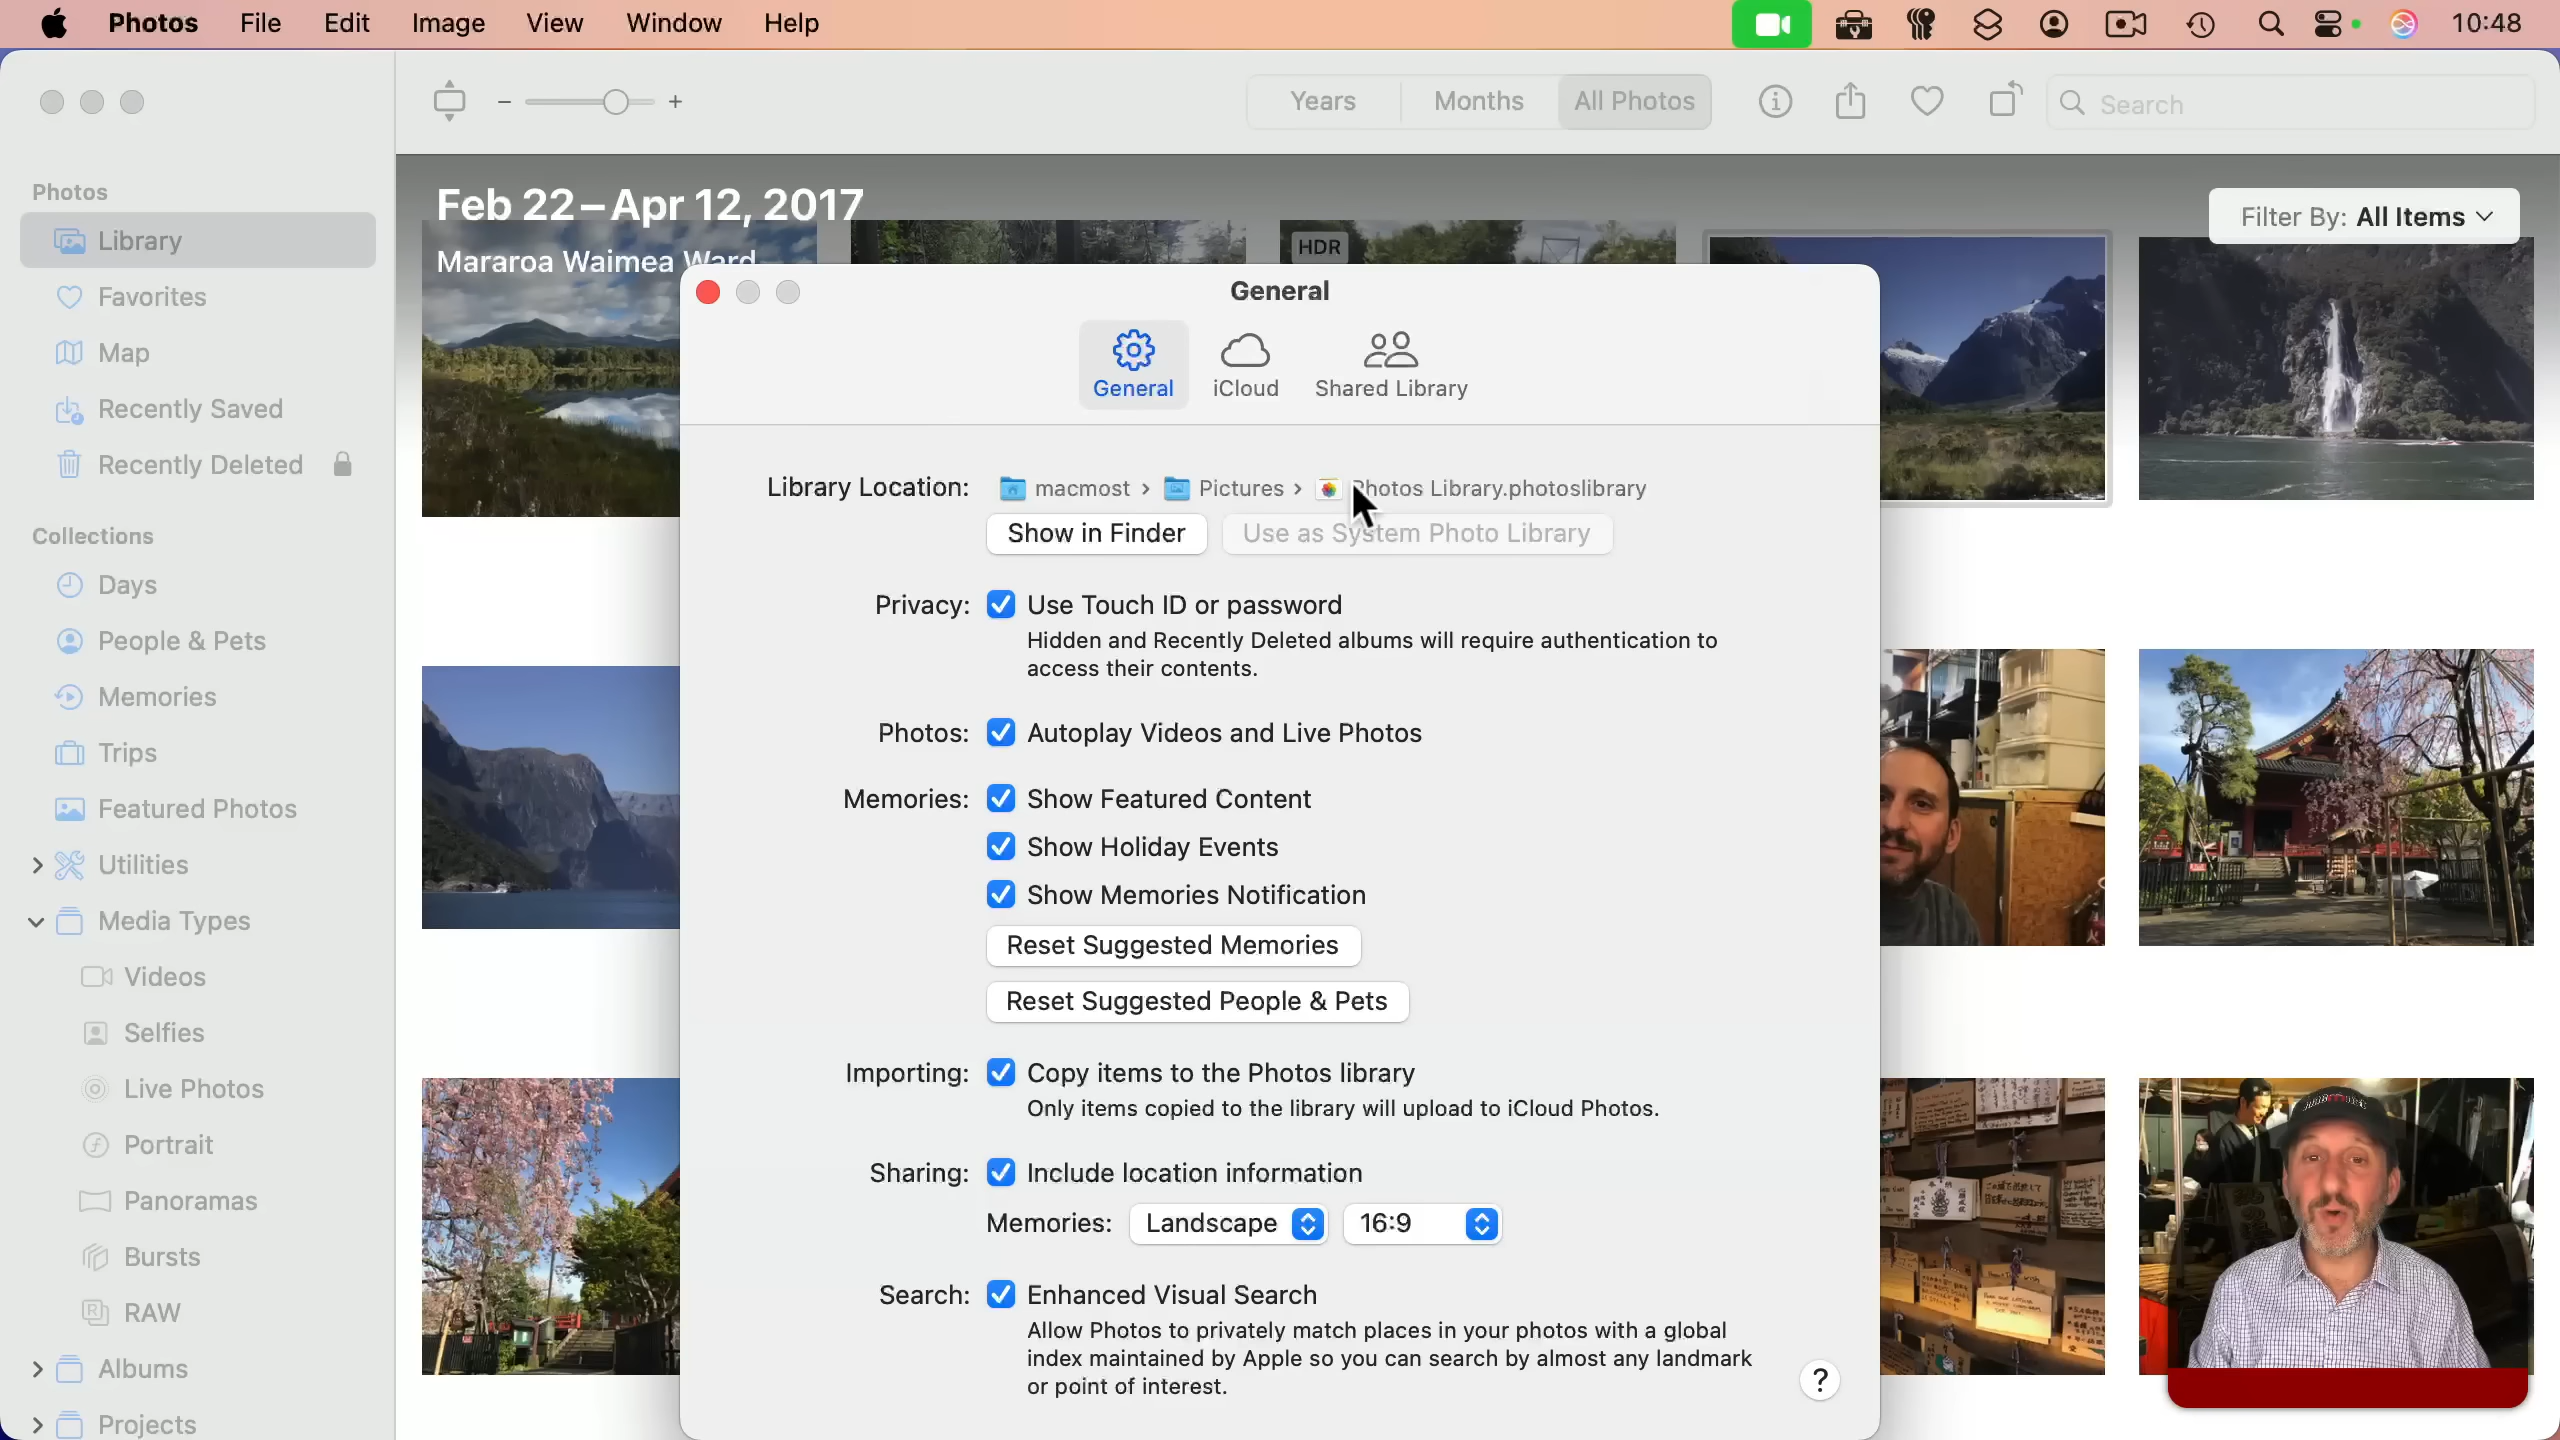 Photos File Edit Image View Window Help 10:48
Years Months All Photos Search
Photos
Library
Favorites
Map
Recently Saved
Recently Deleted
Collections
Days
People & Pets
Memories
Trips
Featured Photos
Utilities
Media Types
Videos
Selfies
Live Photos
Portrait
Panoramas
Bursts
RAW
Albums
Projects
Feb 22–Apr 12, 2017
Mararoa Waimea Ward
HDR
Filter By: All Items
General
General iCloud Shared Library
Library Location: macmost › Pictures › Photos Library.photoslibrary
Show in Finder Use as System Photo Library
Privacy: Use Touch ID or password
Hidden and Recently Deleted albums will require authentication to
access their contents.
Photos: Autoplay Videos and Live Photos
Memories: Show Featured Content
Show Holiday Events
Show Memories Notification
Reset Suggested Memories
Reset Suggested People & Pets
Importing: Copy items to the Photos library
Only items copied to the library will upload to iCloud Photos.
Sharing: Include location information
Memories: Landscape 16:9
Search: Enhanced Visual Search
Allow Photos to privately match places in your photos with a global
index maintained by Apple so you can search by almost any landmark
or point of interest.
?